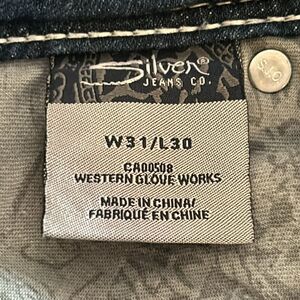 Silver®
JEANS CO.
W31/L30
CA00508
WESTERN GLOVE WORKS
MADE IN CHINA/
FABRIQUÉ EN CHINE